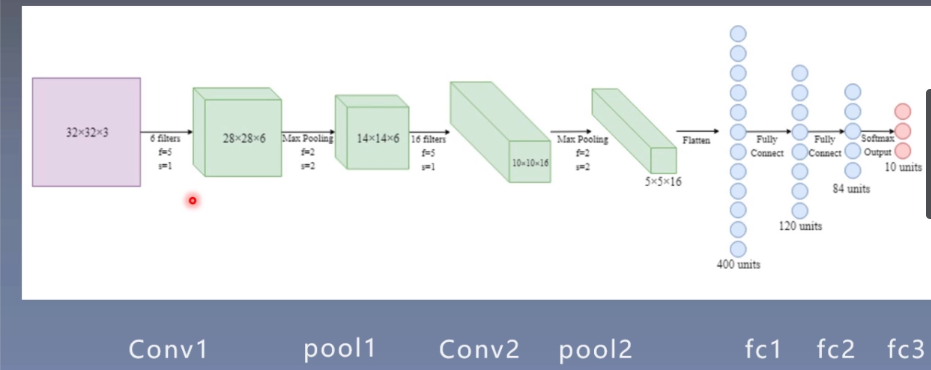 32×32×3
6 filters
f=5
s=1
28×28×6
Max Pooling
f=2
s=2
14×14×6
16 filters
f=5
s=1
10×10×16
Max Pooling
f=2
s=2
5×5×16
Flatten
400 units
Fully
Connect
120 units
Fully
Connect
84 units
Softmax
Output
10 units
Conv1
pool1
Conv2
pool2
fc1
fc2
fc3